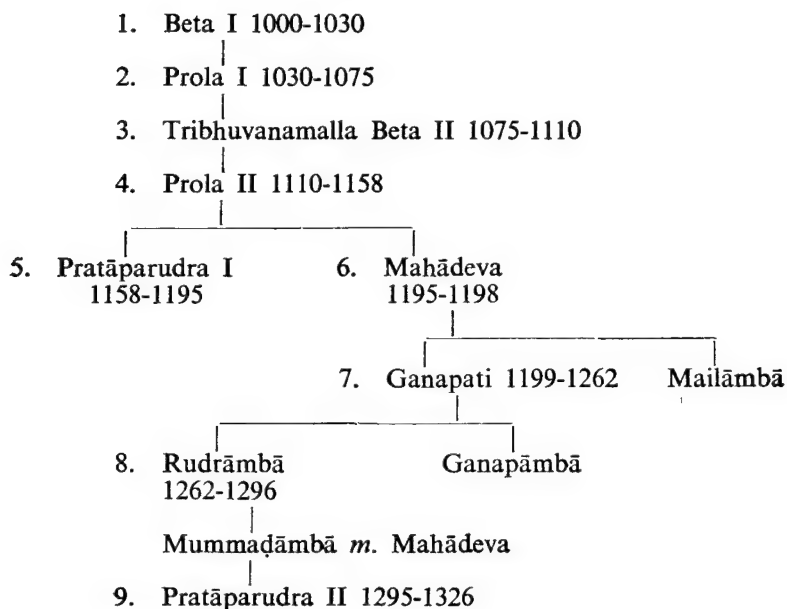 1. Beta I 1000-1030
2. Prola I 1030-1075
3. Tribhuvanamalla Beta II 1075-1110
4. Prola II 1110-1158
5. Pratāparudra I 6. Mahādeva
1158-1195 1195-1198
7. Ganapati 1199-1262 Mailāmbā
8. Rudrāmbā Ganapāmbā
1262-1296
Mummaḍāmbā m. Mahādeva
9. Pratāparudra II 1295-1326